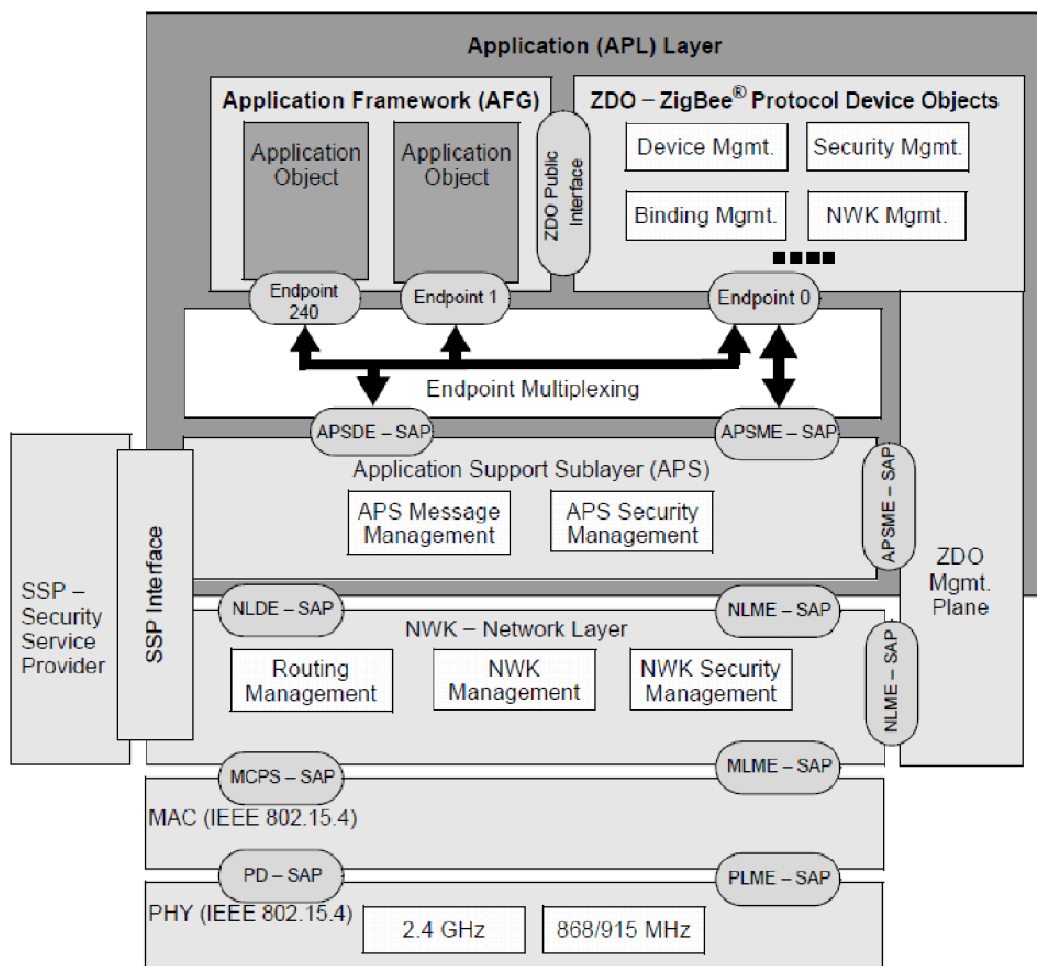 Application (APL) Layer
Application Framework (AFG)
ZDO – ZigBee® Protocol Device Objects
Application
Object
Application
Object
ZDO Public
Interface
Device Mgmt.
Security Mgmt.
Binding Mgmt.
NWK Mgmt.
Endpoint
240
Endpoint 1
Endpoint 0
Endpoint Multiplexing
APSDE – SAP
APSME – SAP
Application Support Sublayer (APS)
APS Message
Management
APS Security
Management
APSME – SAP
SSP –
Security
Service
Provider
SSP Interface
ZDO
Mgmt.
Plane
NLDE – SAP
NLME – SAP
NWK – Network Layer
Routing
Management
NWK
Management
NWK Security
Management
NLME – SAP
MCPS – SAP
MLME – SAP
MAC (IEEE 802.15.4)
PD – SAP
PLME – SAP
PHY (IEEE 802.15.4)
2.4 GHz
868/915 MHz